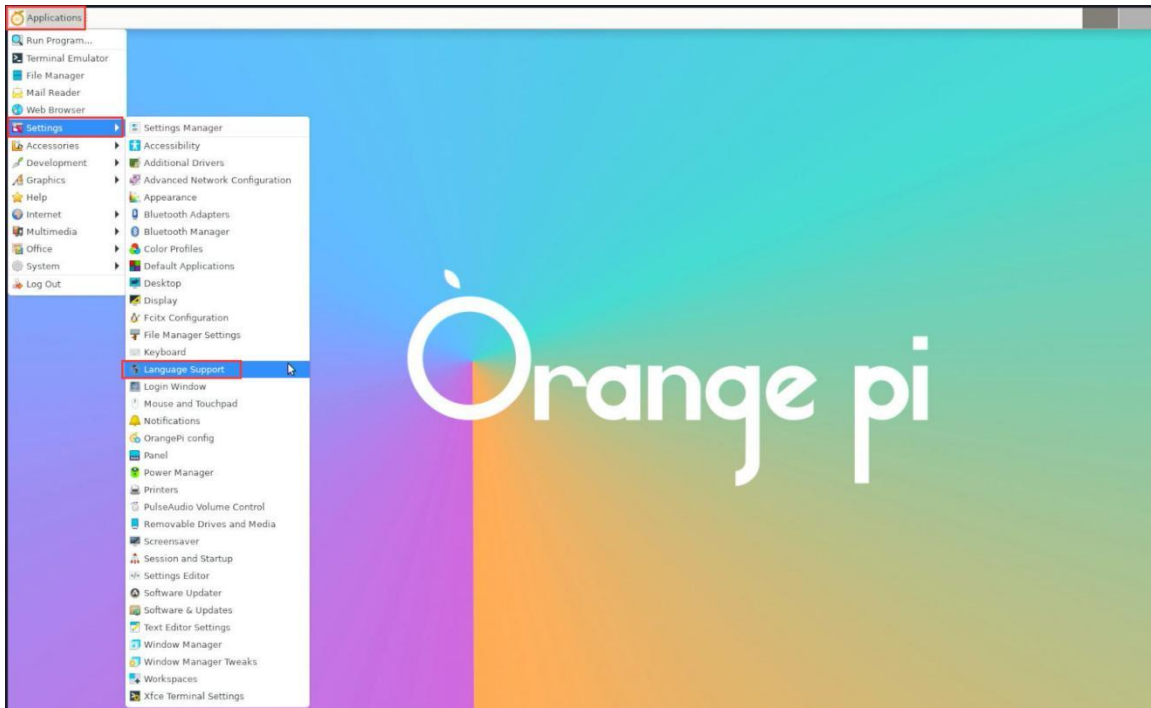 Applications
Run Program...
Terminal Emulator
File Manager
Mail Reader
Web Browser
Settings
Accessories
Development
Graphics
Help
Internet
Multimedia
Office
System
Log Out
Settings Manager
Accessibility
Additional Drivers
Advanced Network Configuration
Appearance
Bluetooth Adapters
Bluetooth Manager
Color Profiles
Default Applications
Desktop
Display
Fcitx Configuration
File Manager Settings
Keyboard
Language Support
Login Window
Mouse and Touchpad
Notifications
OrangePi config
Panel
Power Manager
Printers
PulseAudio Volume Control
Removable Drives and Media
Screensaver
Session and Startup
Settings Editor
Software Updater
Software & Updates
Text Editor Settings
Window Manager
Window Manager Tweaks
Workspaces
Xfce Terminal Settings
Orange pi